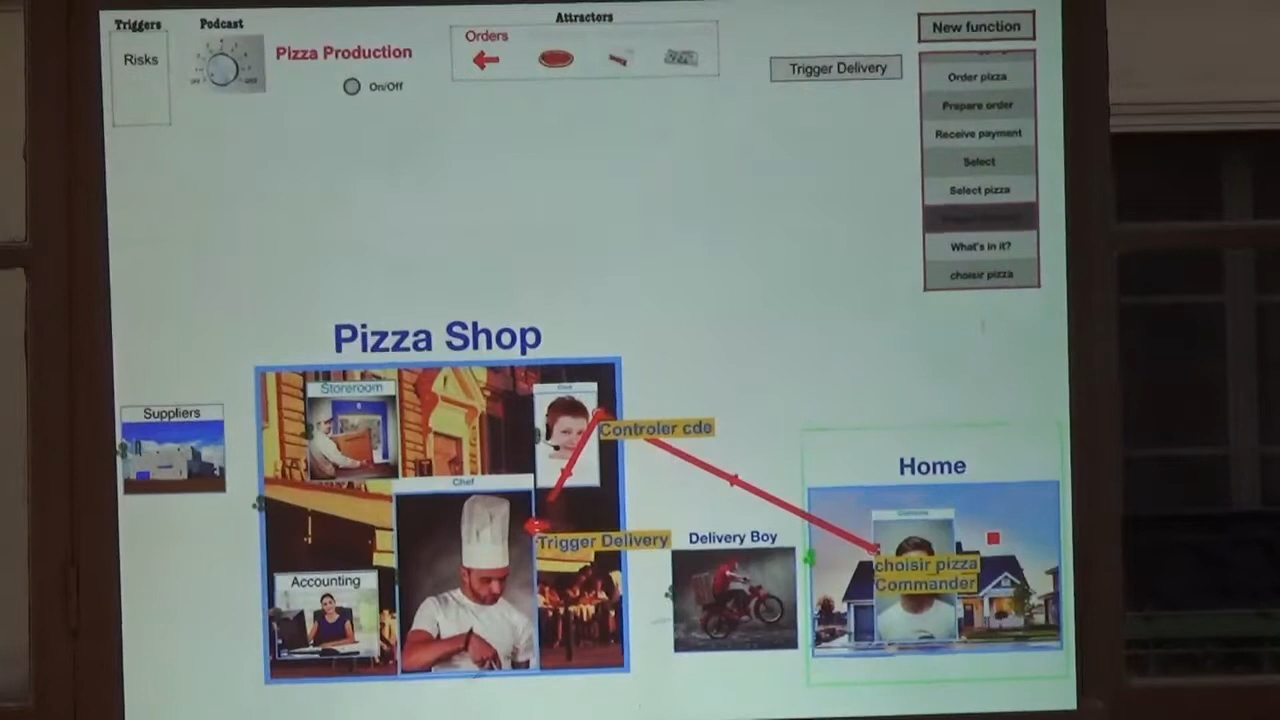 Triggers
Risks
Podcast
Pizza Production
On/Off
Attractors
Orders
Trigger Delivery
New function
Order pizza
Prepare order
Receive payment
Select
Select pizza
What's in it?
choisir pizza
Pizza Shop
Suppliers
Storeroom
Controler cde
Chef
Trigger Delivery
Accounting
Delivery Boy
Home
choisir pizza
Commander